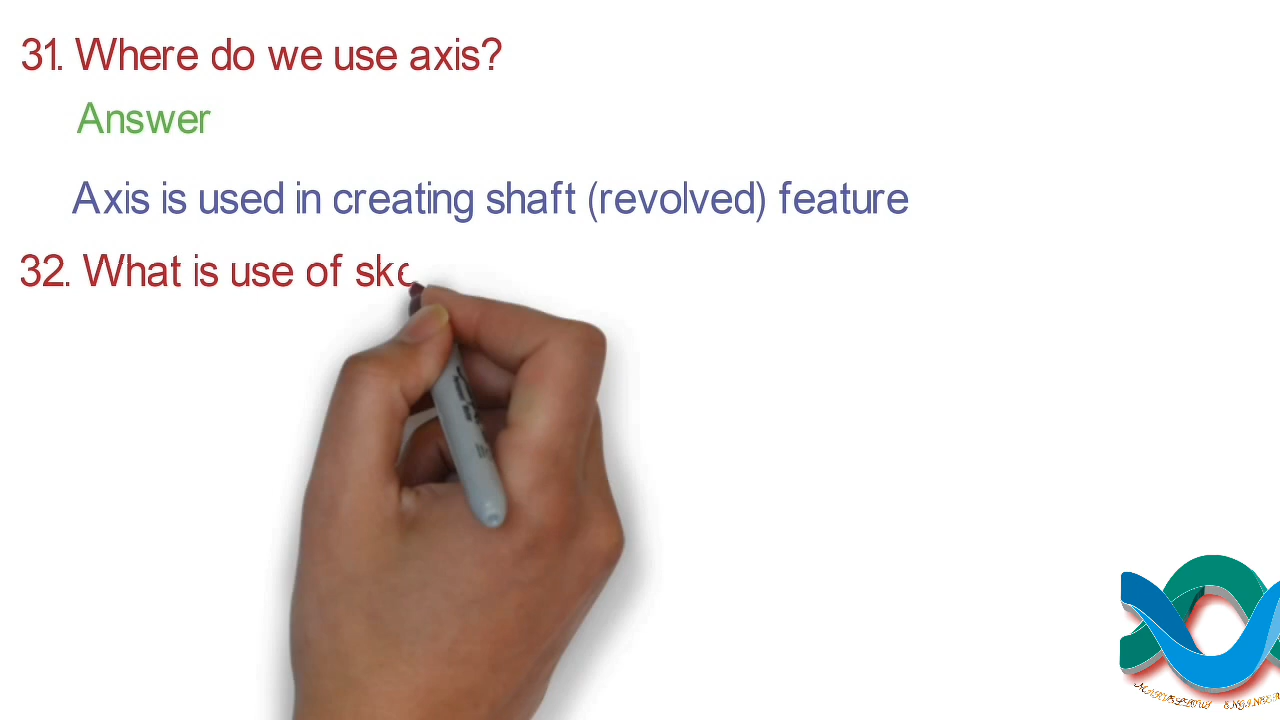 31. Where do we use axis?
Answer
Axis is used in creating shaft (revolved) feature
32. What is use of